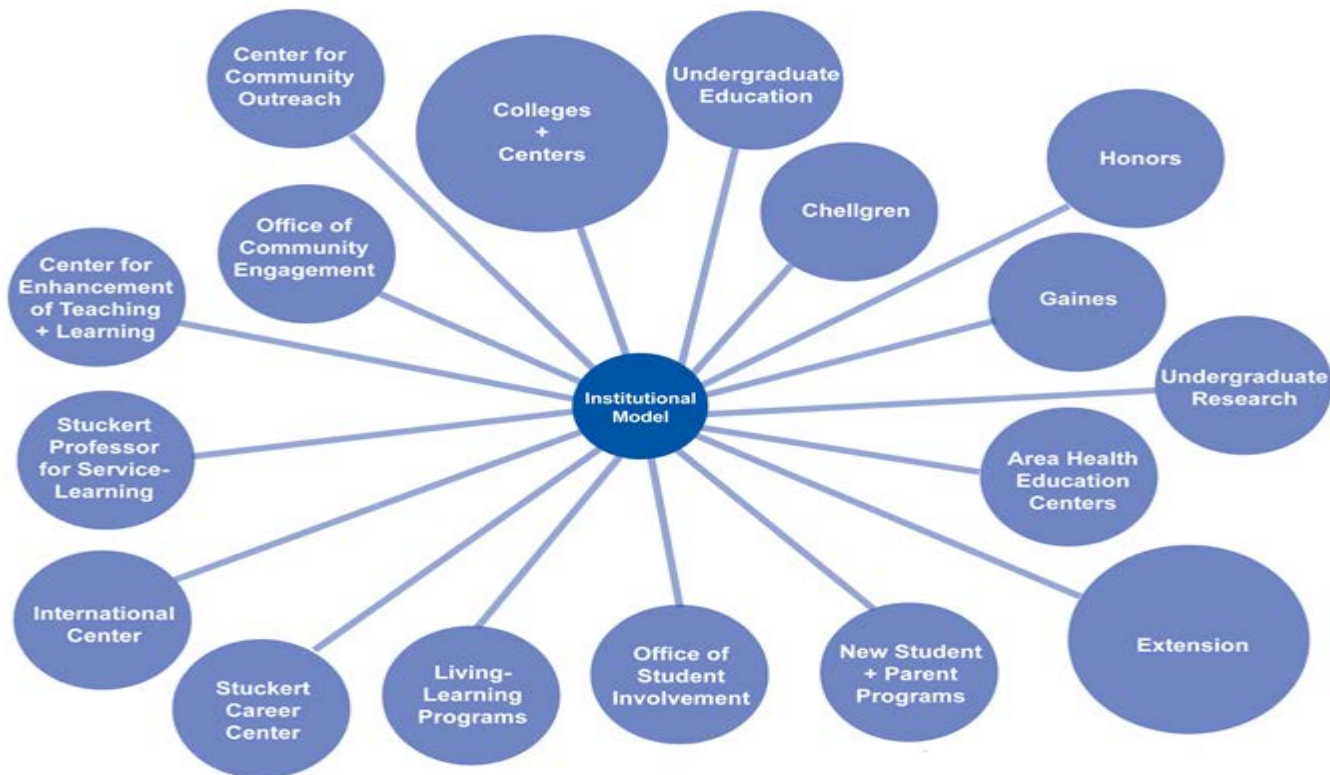 Center for
Community
Outreach
Colleges
+
Centers
Undergraduate
Education
Honors
Chellgren
Office of
Community
Engagement
Center for
Enhancement
of Teaching
+ Learning
Gaines
Undergraduate
Research
Institutional
Model
Stuckert
Professor
for Service-
Learning
Area Health
Education
Centers
International
Center
Extension
Stuckert
Career
Center
Living-
Learning
Programs
Office of
Student
Involvement
New Student
+ Parent
Programs